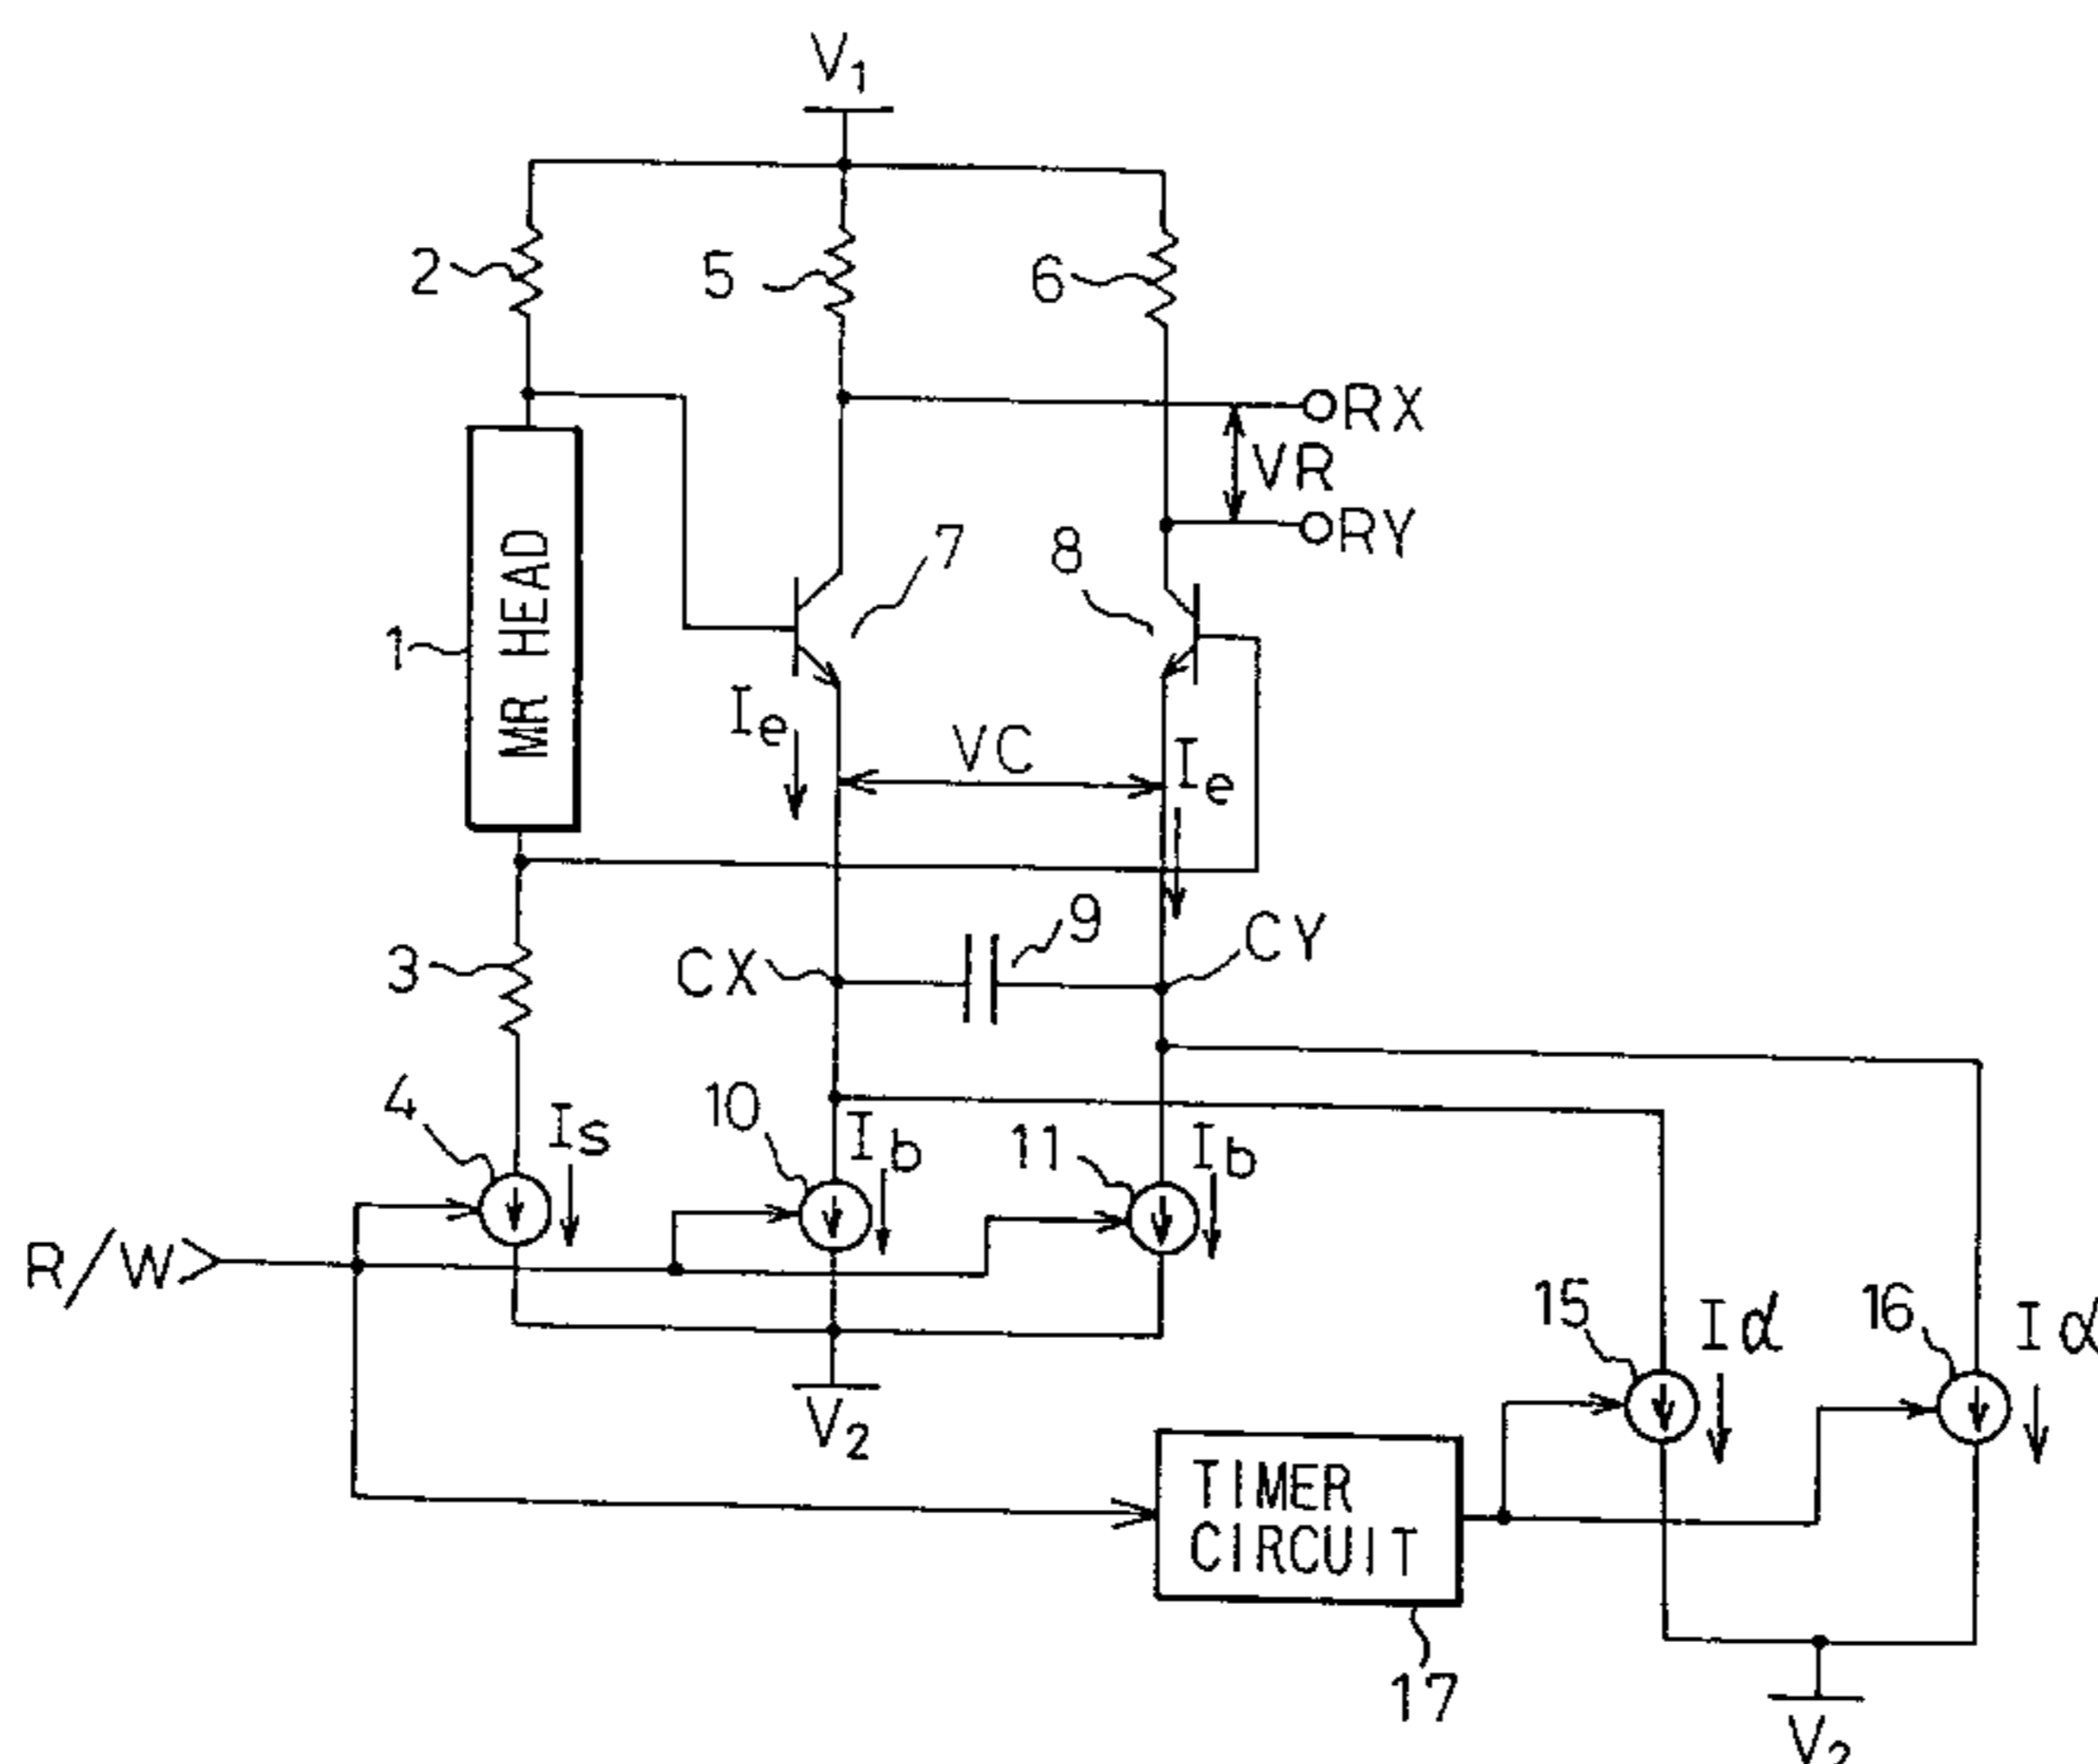 V1
2
5
6
RX
VR
RY
MR HEAD
1
7
8
Ie
VC
Ie
3
CX
9
CY
4
Is
10
Ib
11
Ib
R/W
15
Iα
16
Iα
V2
TIMER
CIRCUIT
17
V2